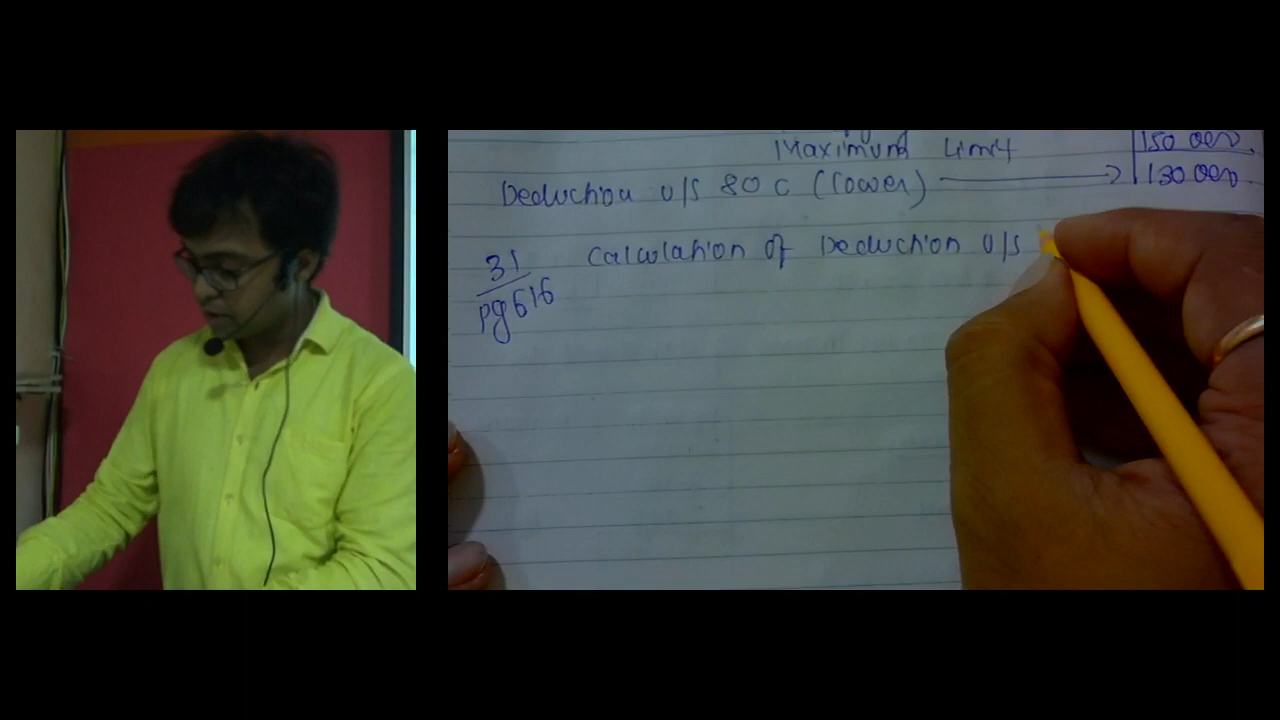 Maximum Limit 150 000
Deduction u/s 80 C (Lower) → 130 000
31
pg 616
Calculation of Deduction U/S